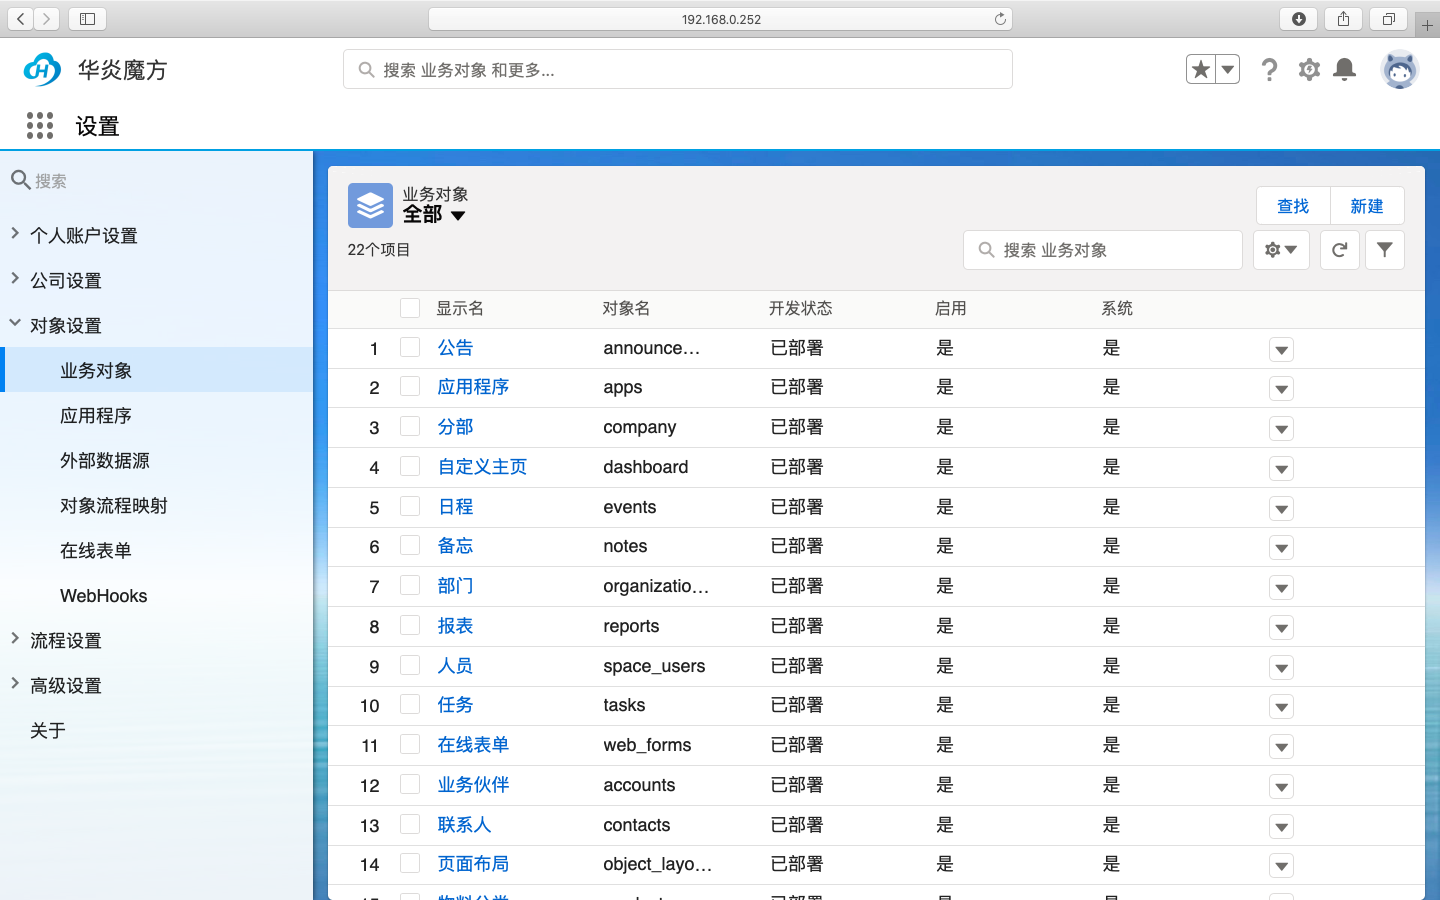 192.168.0.252
华炎魔方
搜索 业务对象 和更多...
设置
搜索
个人账户设置
公司设置
对象设置
业务对象
应用程序
外部数据源
对象流程映射
在线表单
WebHooks
流程设置
高级设置
关于
业务对象
全部
22个项目
查找 新建
搜索 业务对象
显示名 对象名 开发状态 启用 系统
1 公告 announce... 已部署 是 是
2 应用程序 apps 已部署 是 是
3 分部 company 已部署 是 是
4 自定义主页 dashboard 已部署 是 是
5 日程 events 已部署 是 是
6 备忘 notes 已部署 是 是
7 部门 organizatio... 已部署 是 是
8 报表 reports 已部署 是 是
9 人员 space_users 已部署 是 是
10 任务 tasks 已部署 是 是
11 在线表单 web_forms 已部署 是 是
12 业务伙伴 accounts 已部署 是 是
13 联系人 contacts 已部署 是 是
14 页面布局 object_layo... 已部署 是 是